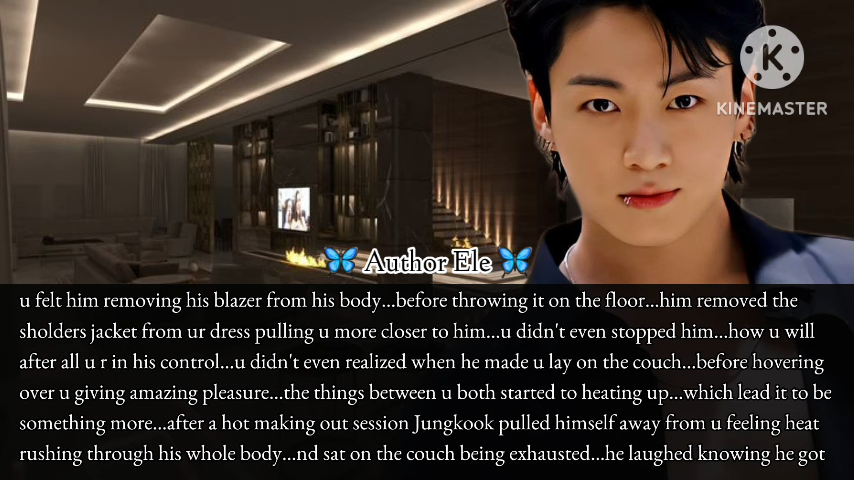 KINEMASTER
🦋 Author Ele 🦋
u felt him removing his blazer from his body...before throwing it on the floor...him removed the
sholders jacket from ur dress pulling u more closer to him...u didn't even stopped him...how u will
after all u r in his control...u didn't even realized when he made u lay on the couch...before hovering
over u giving amazing pleasure...the things between u both started to heating up...which lead it to be
something more...after a hot making out session Jungkook pulled himself away from u feeling heat
rushing through his whole body...nd sat on the couch being exhausted...he laughed knowing he got